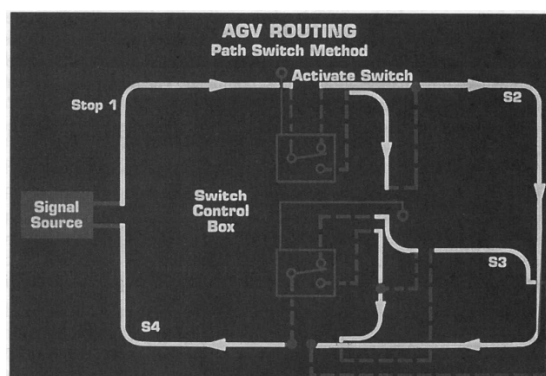 AGV ROUTING
Path Switch Method
Activate Switch
Stop 1
S2
Signal
Source
Switch
Control
Box
S3
S4